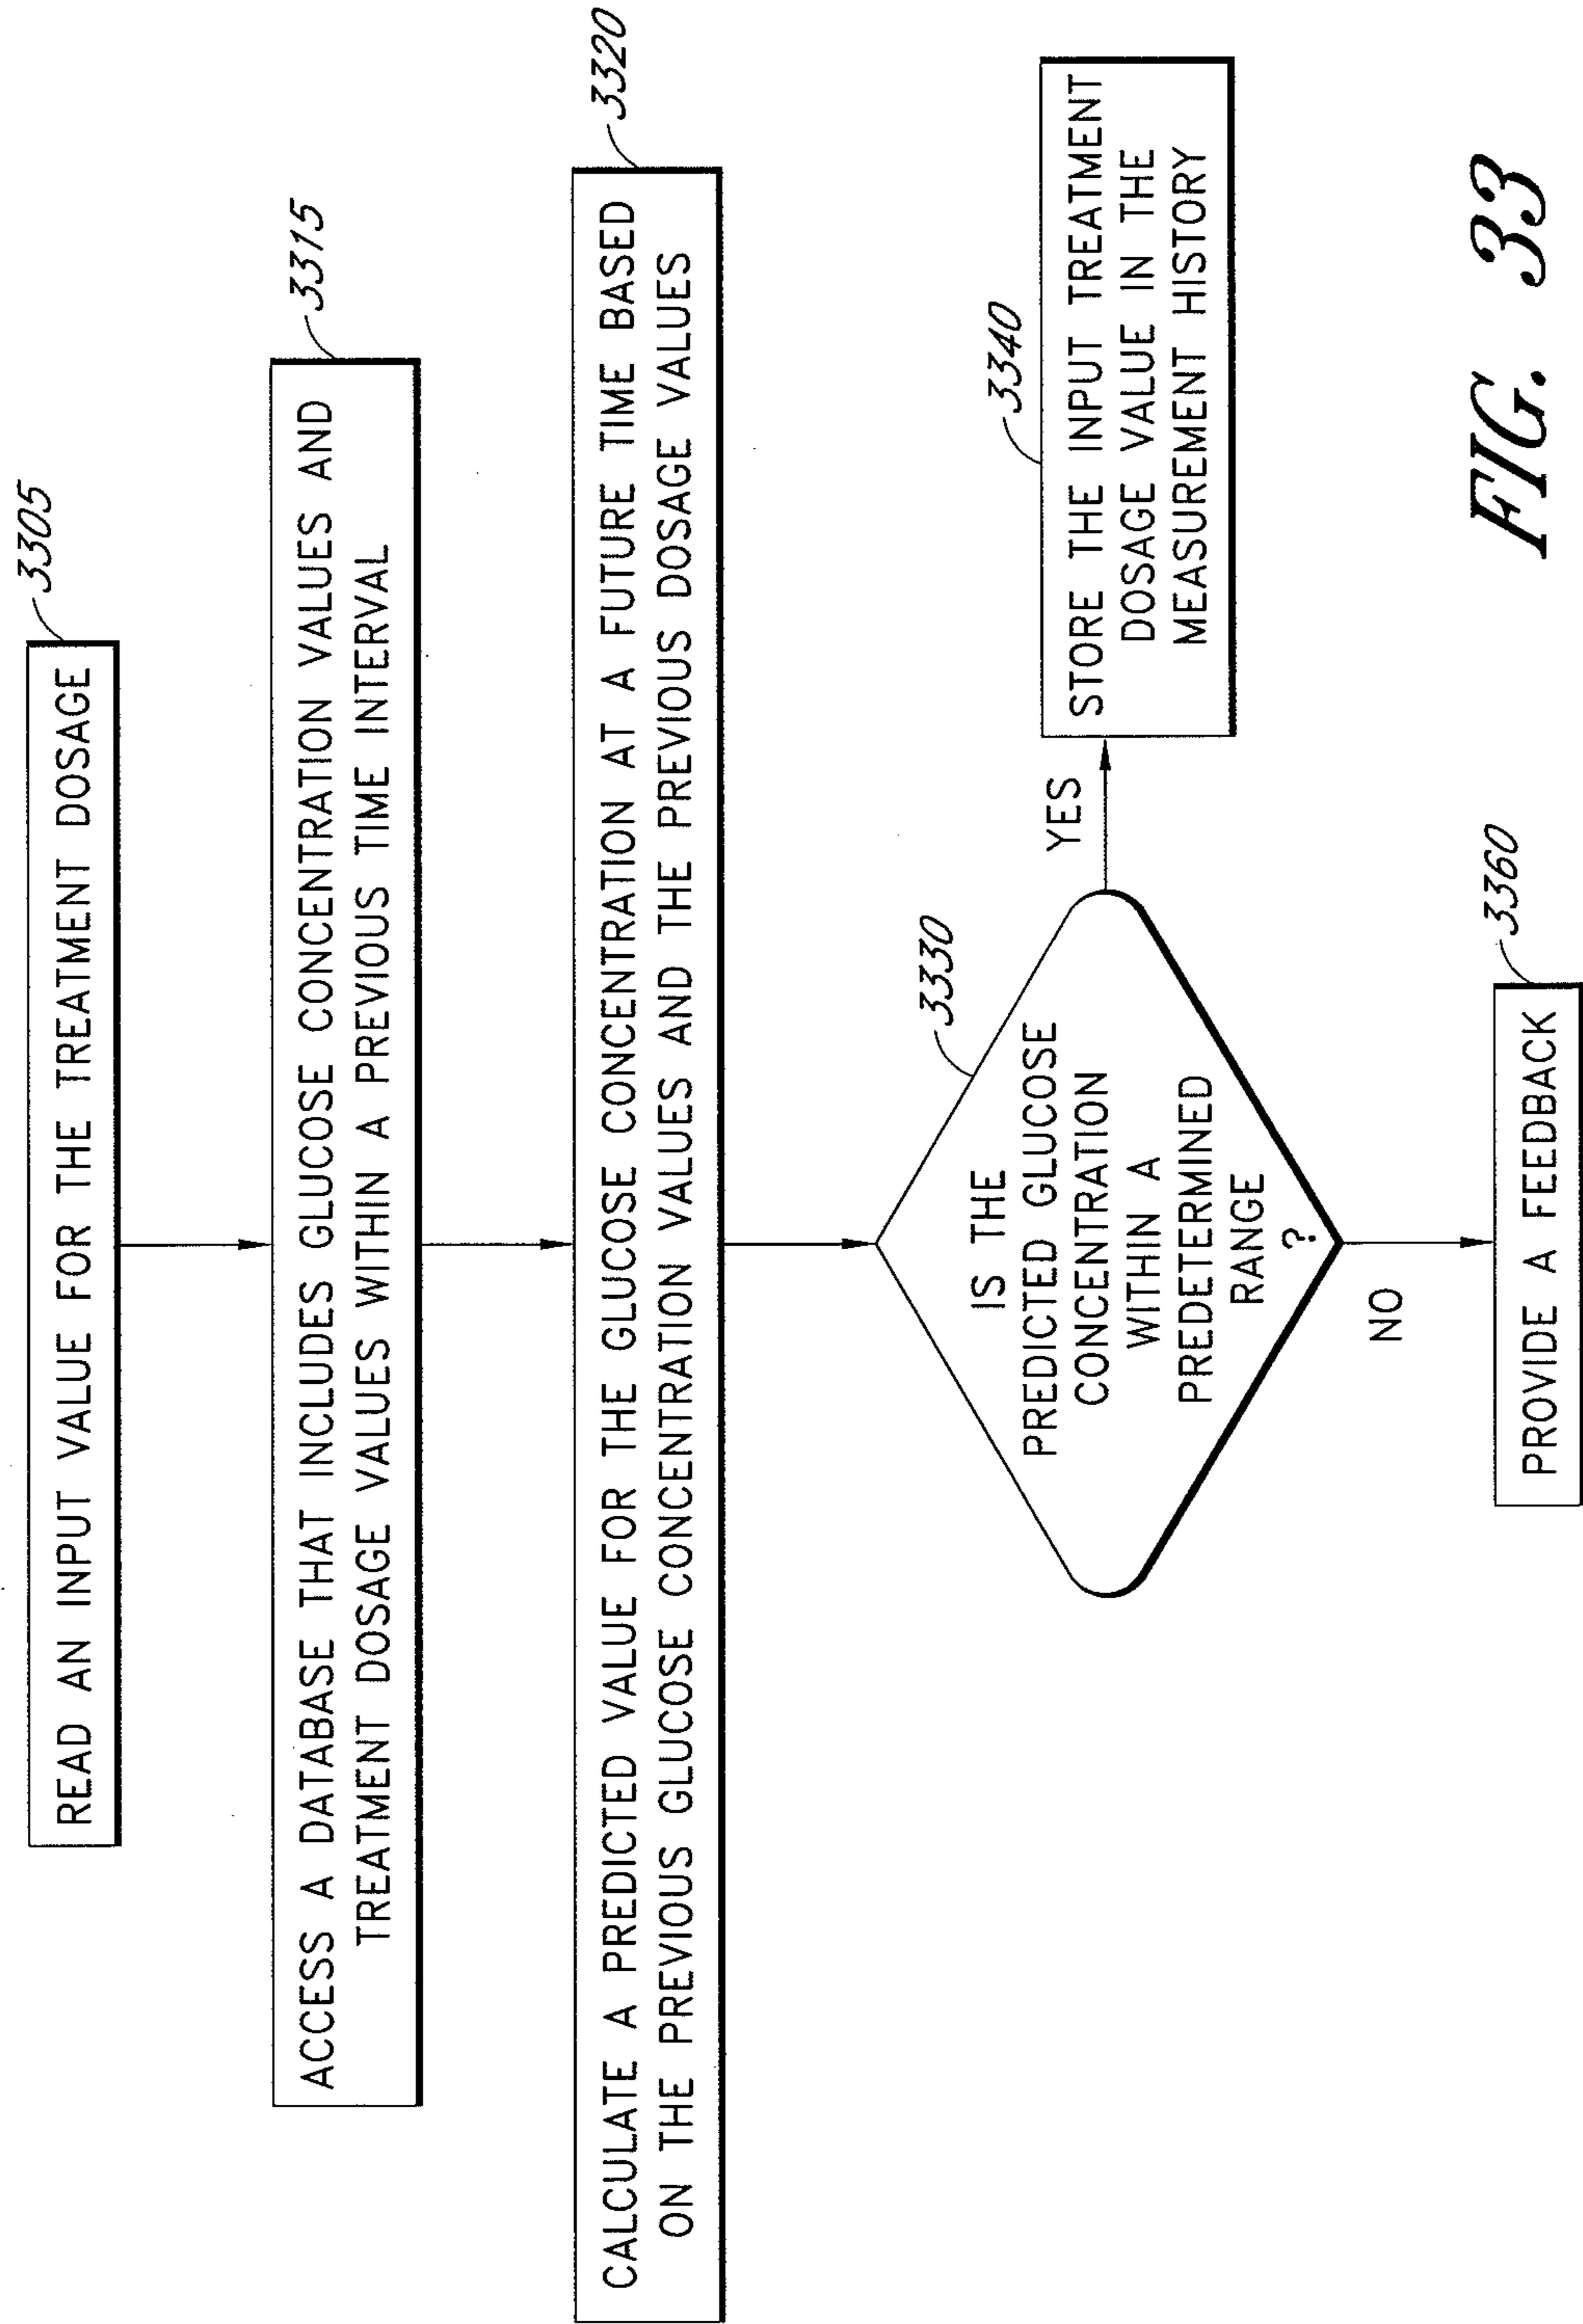 3305
READ AN INPUT VALUE FOR THE TREATMENT DOSAGE
3315
ACCESS A DATABASE THAT INCLUDES GLUCOSE CONCENTRATION VALUES AND
TREATMENT DOSAGE VALUES WITHIN A PREVIOUS TIME INTERVAL
3320
CALCULATE A PREDICTED VALUE FOR THE GLUCOSE CONCENTRATION AT A FUTURE TIME BASED
ON THE PREVIOUS GLUCOSE CONCENTRATION VALUES AND THE PREVIOUS DOSAGE VALUES
3330
IS THE
PREDICTED GLUCOSE
CONCENTRATION
WITHIN A
PREDETERMINED
RANGE
?
YES
3340
STORE THE INPUT TREATMENT
DOSAGE VALUE IN THE
MEASUREMENT HISTORY
NO
3360
PROVIDE A FEEDBACK
FIG. 33